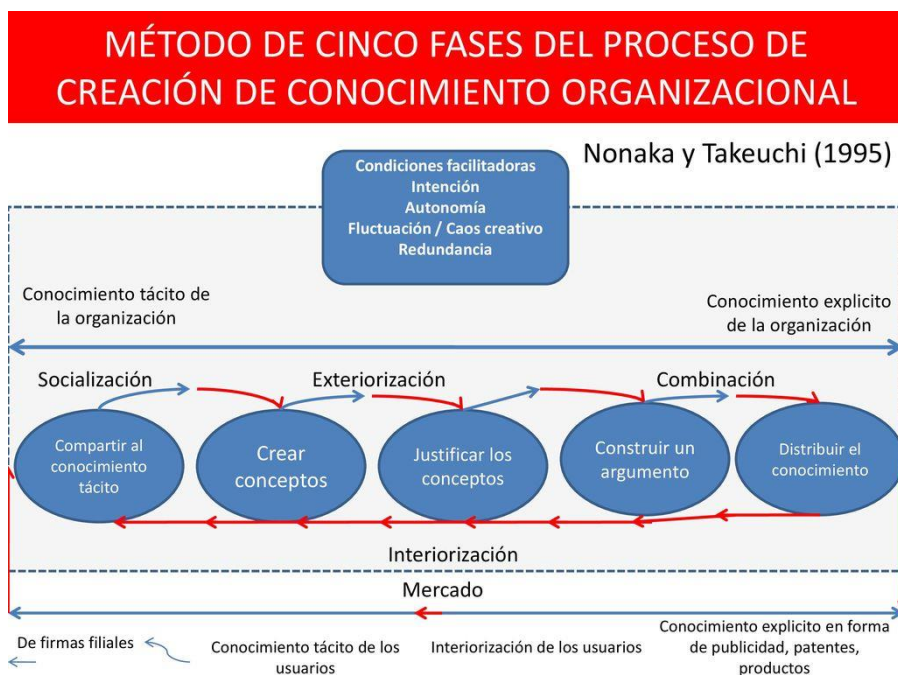 MÉTODO DE CINCO FASES DEL PROCESO DE
CREACIÓN DE CONOCIMIENTO ORGANIZACIONAL
Nonaka y Takeuchi (1995)
Condiciones facilitadoras
Intención
Autonomía
Fluctuación / Caos creativo
Redundancia
Conocimiento tácito de
la organización
Conocimiento explicito
de la organización
Socialización
Exteriorización
Combinación
Compartir al
conocimiento
tácito
Crear
conceptos
Justificar los
conceptos
Construir un
argumento
Distribuir el
conocimiento
Interiorización
Mercado
De firmas filiales
Conocimiento tácito de los
usuarios
Interiorización de los usuarios
Conocimiento explicito en forma
de publicidad, patentes,
productos